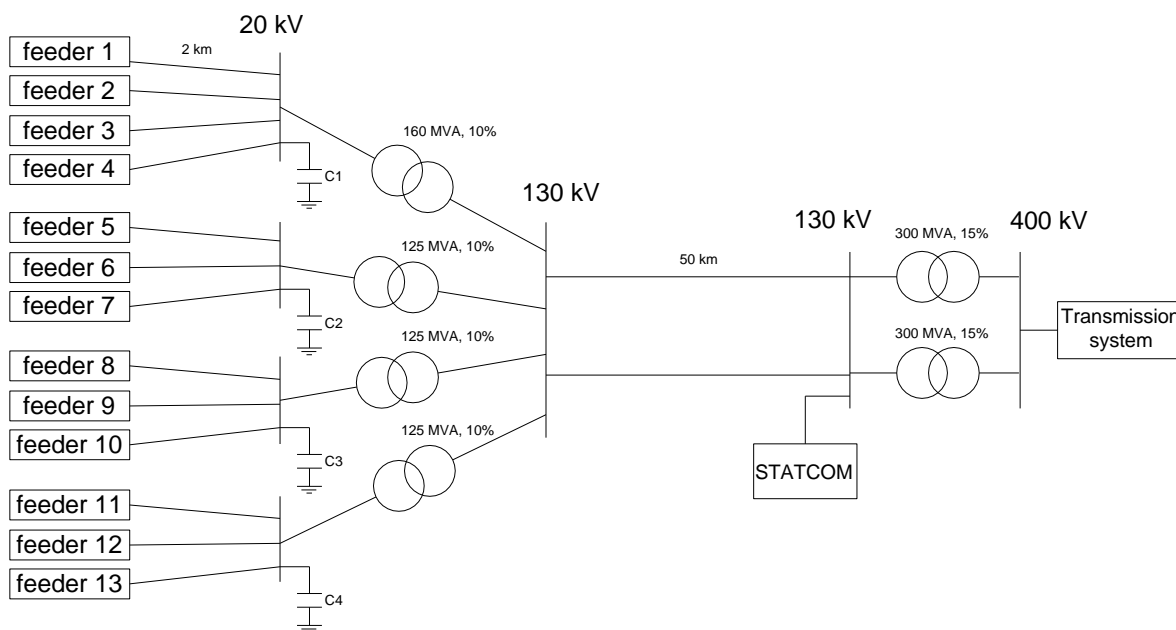 20 kV
feeder 1
2 km
feeder 2
feeder 3
feeder 4
C1
160 MVA, 10%
feeder 5
feeder 6
feeder 7
C2
125 MVA, 10%
feeder 8
feeder 9
feeder 10
C3
125 MVA, 10%
feeder 11
feeder 12
feeder 13
C4
125 MVA, 10%
130 kV
50 km
130 kV
STATCOM
300 MVA, 15%
300 MVA, 15%
400 kV
Transmission
system